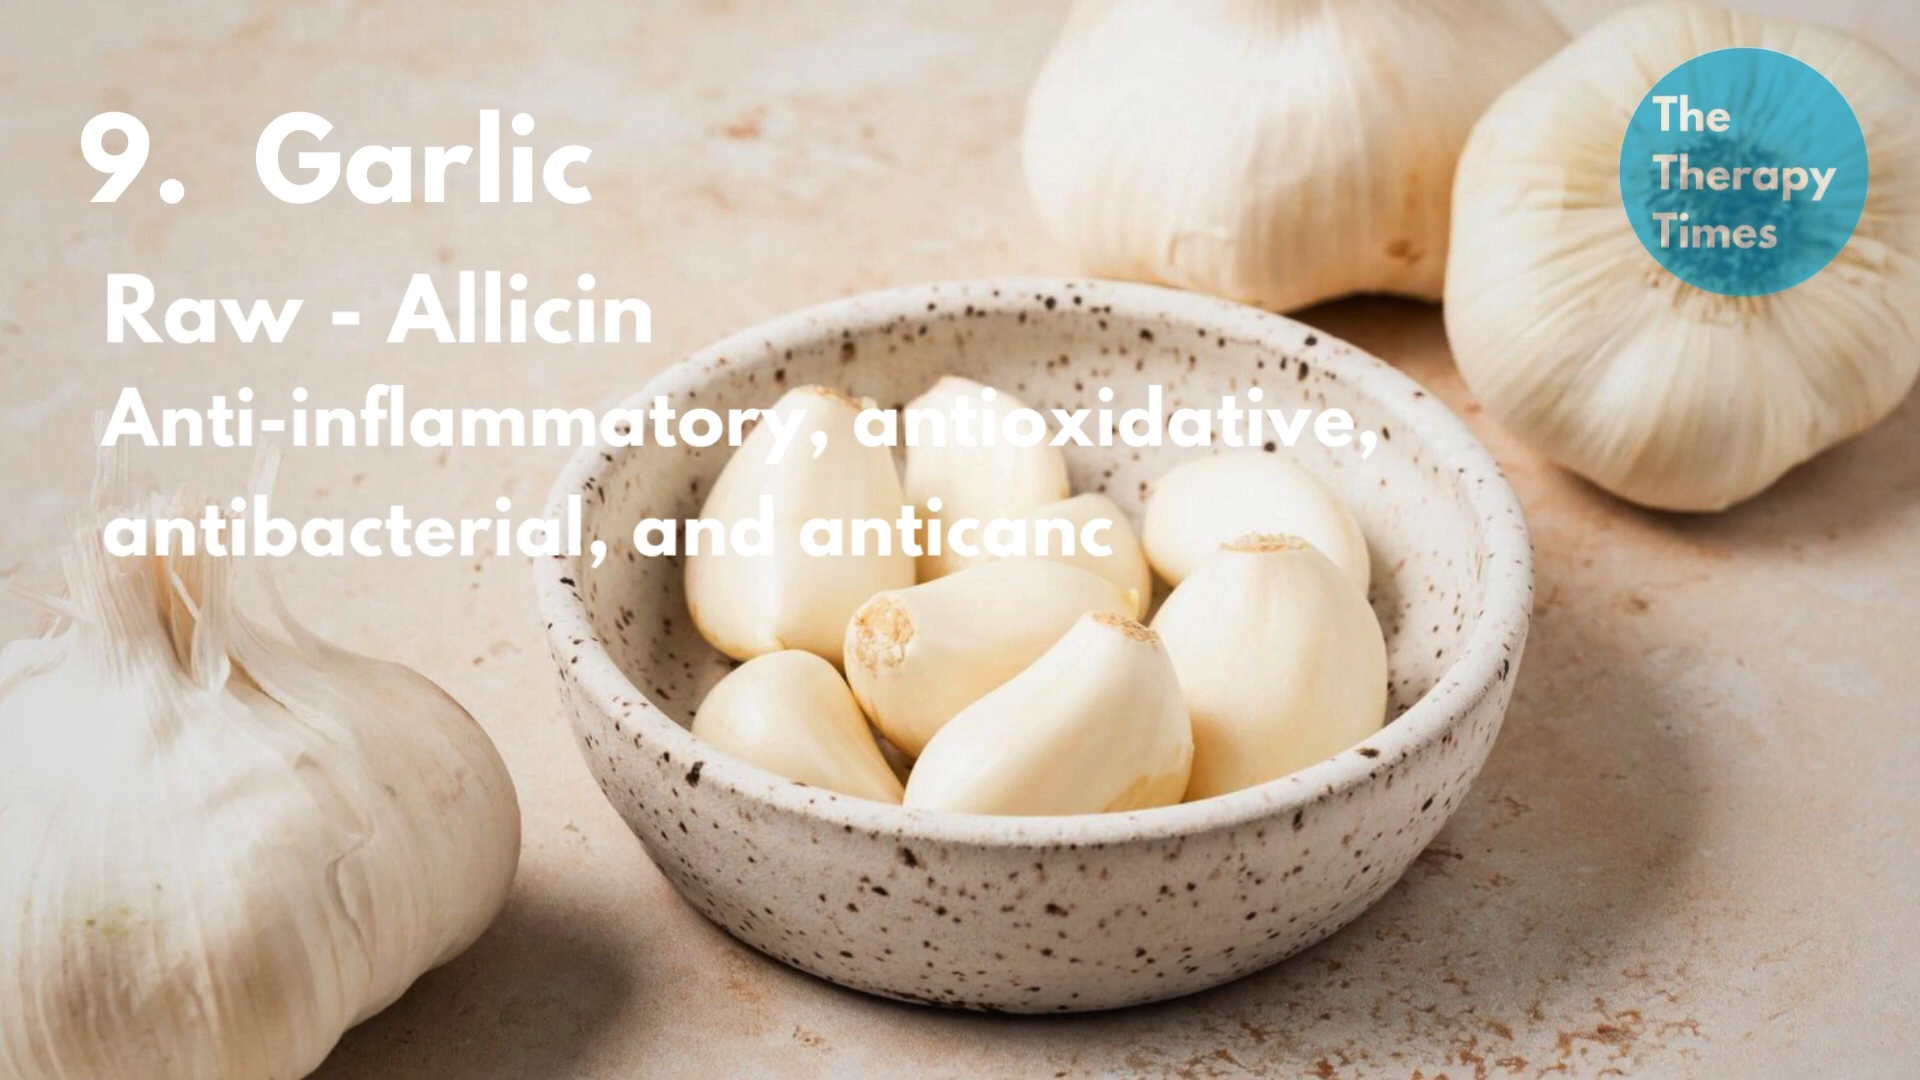 9. Garlic
Raw - Allicin
Anti-inflammatory, antioxidative,
antibacterial, and anticanc
The
Therapy
Times